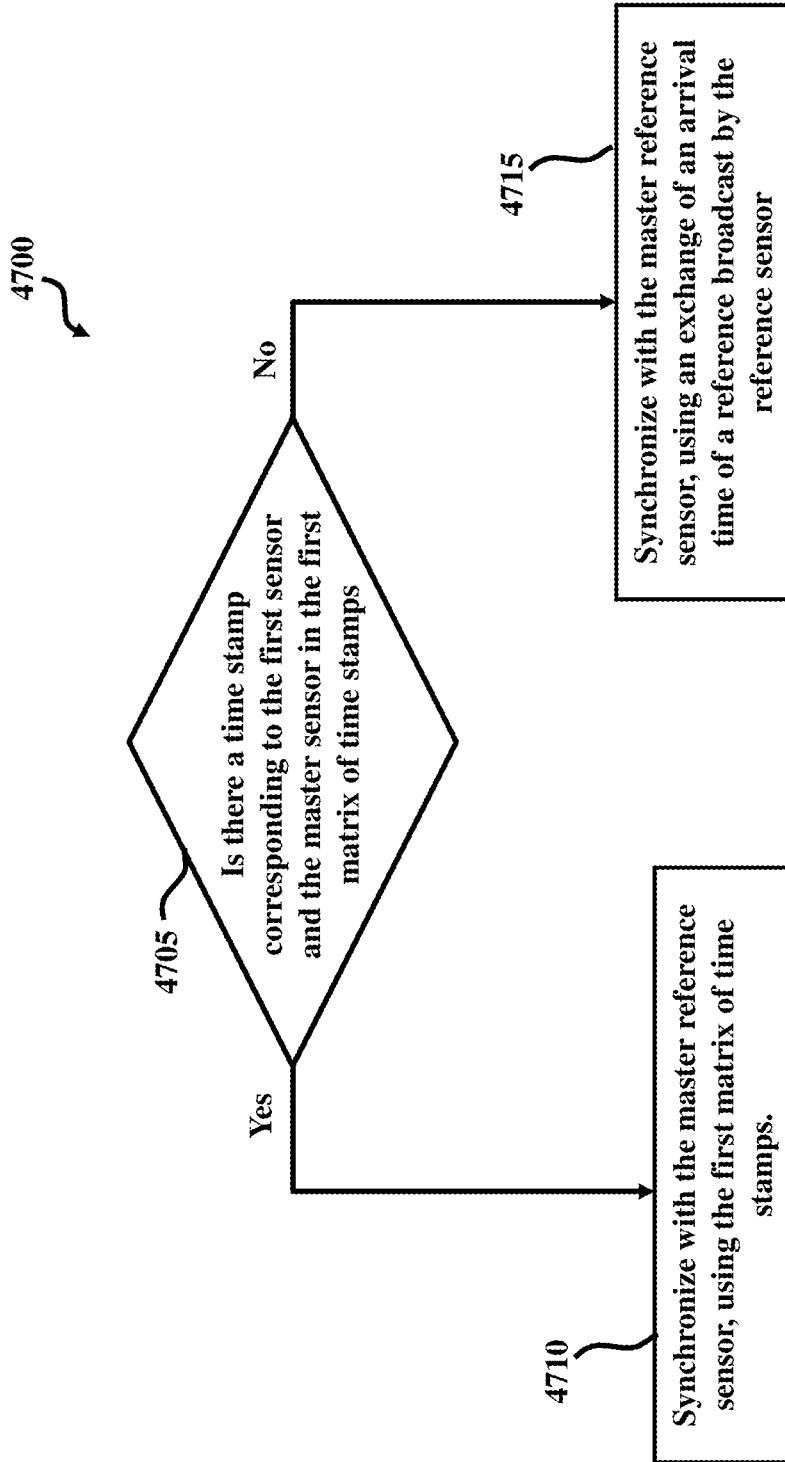 4700
4705
Is there a time stamp
corresponding to the first sensor
and the master sensor in the first
matrix of time stamps
Yes
No
4710
Synchronize with the master reference
sensor, using the first matrix of time
stamps.
4715
Synchronize with the master reference
sensor, using an exchange of an arrival
time of a reference broadcast by the
reference sensor